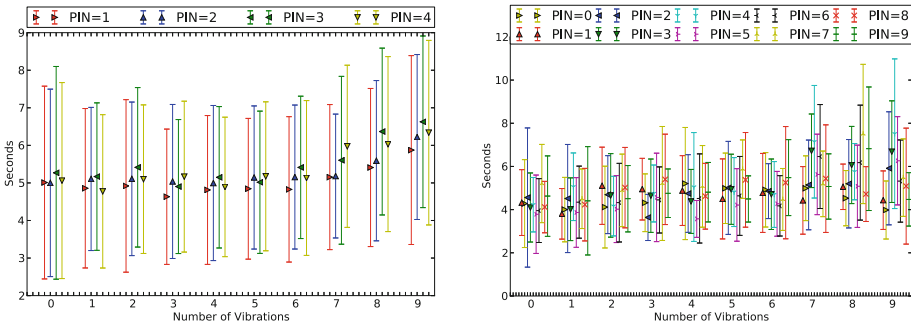 PIN=1 PIN=2 PIN=3 PIN=4
9
8
7
6
5
4
3
2
Seconds
0 1 2 3 4 5 6 7 8 9
Number of Vibrations
PIN=0 PIN=2 PIN=4 PIN=6 PIN=8
PIN=1 PIN=3 PIN=5 PIN=7 PIN=9
12
10
8
6
4
2
0
Seconds
0 1 2 3 4 5 6 7 8 9
Number of Vibrations